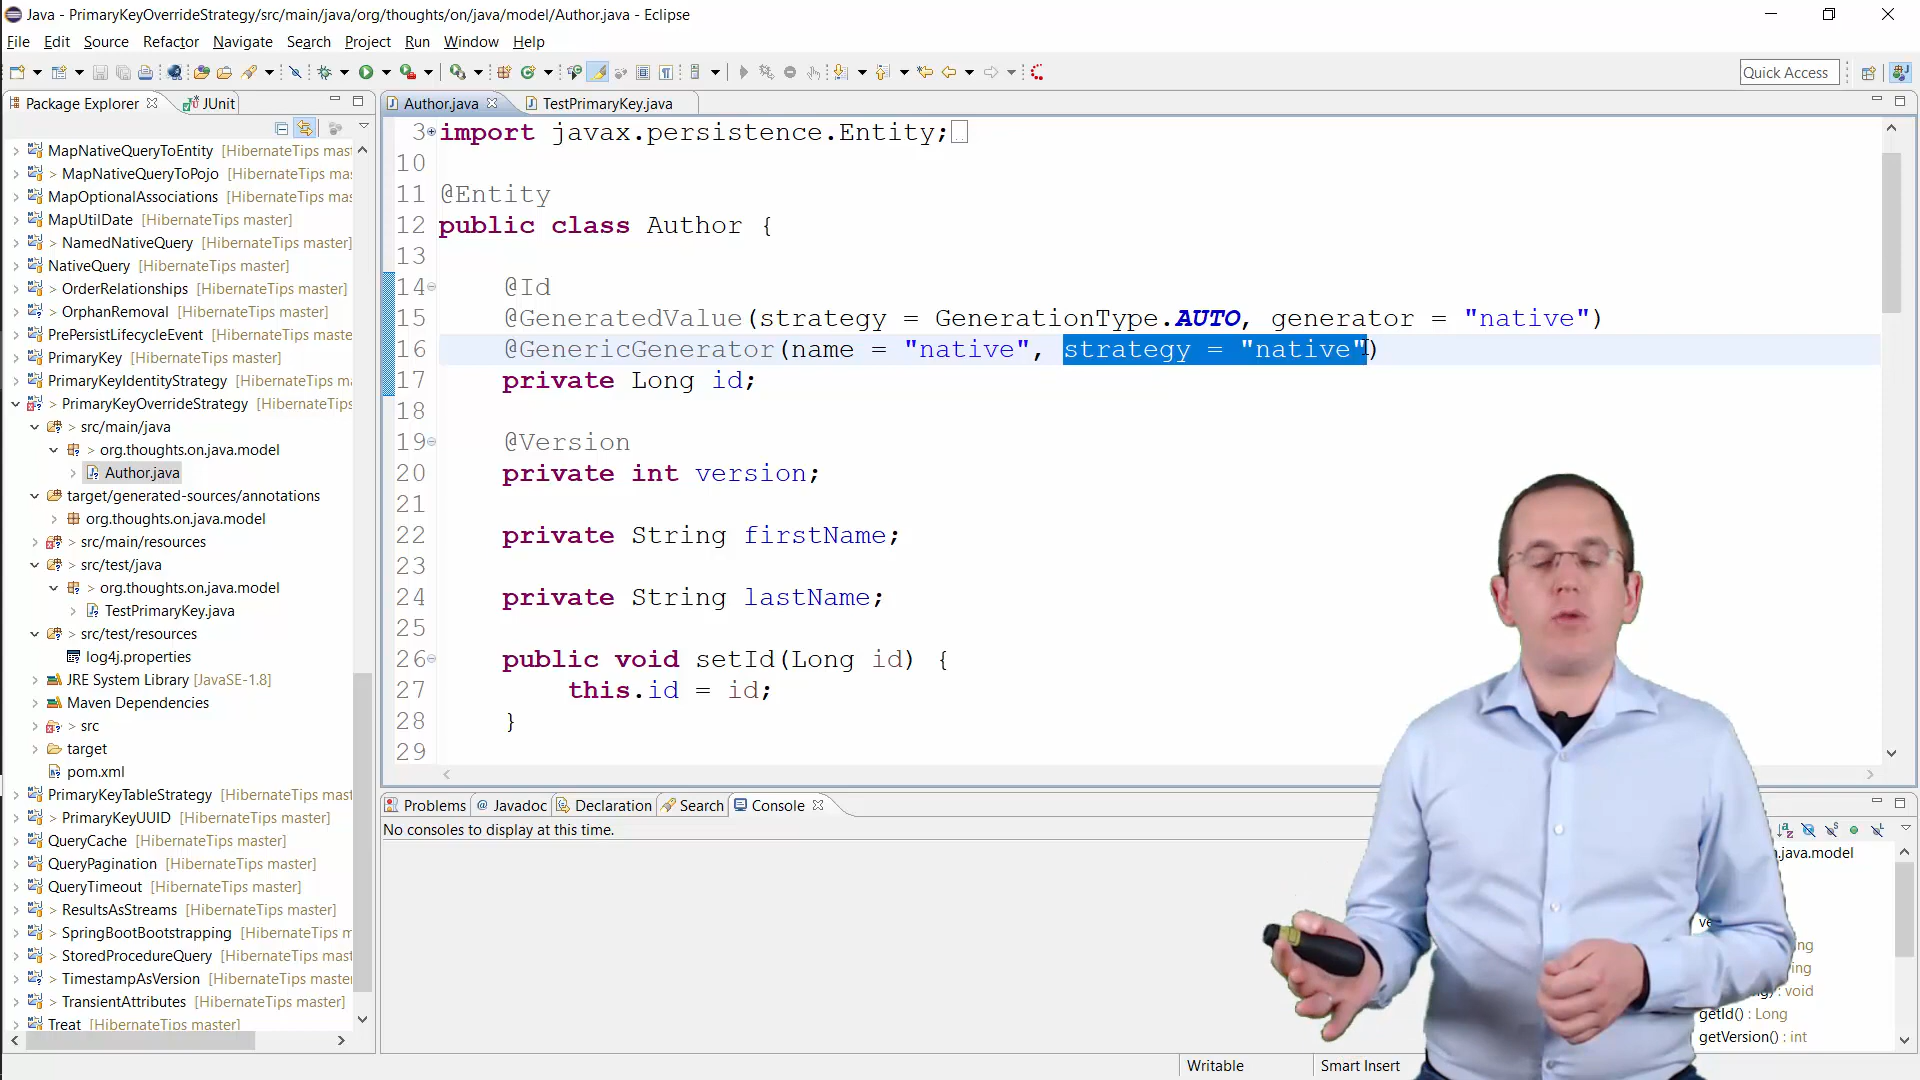 Java - PrimaryKeyOverrideStrategy/src/main/java/org/thoughts/on/java/model/Author.java - Eclipse
File Edit Source Refactor Navigate Search Project Run Window Help
Quick Access
Package Explorer JUnit
MapNativeQueryToEntity [HibernateTips mas
> MapNativeQueryToPojo [HibernateTips mas
MapOptionalAssociations [HibernateTips mas
MapUtilDate [HibernateTips master]
> NamedNativeQuery [HibernateTips master]
NativeQuery [HibernateTips master]
> OrderRelationships [HibernateTips master]
> OrphanRemoval [HibernateTips master]
PrePersistLifecycleEvent [HibernateTips master]
PrimaryKey [HibernateTips master]
PrimaryKeyIdentityStrategy [HibernateTips mast
> PrimaryKeyOverrideStrategy [HibernateTips
> src/main/java
> org.thoughts.on.java.model
Author.java
target/generated-sources/annotations
org.thoughts.on.java.model
> src/main/resources
> src/test/java
> org.thoughts.on.java.model
TestPrimaryKey.java
> src/test/resources
log4j.properties
JRE System Library [JavaSE-1.8]
Maven Dependencies
> src
target
pom.xml
PrimaryKeyTableStrategy [HibernateTips mast
> PrimaryKeyUUID [HibernateTips master]
QueryCache [HibernateTips master]
QueryPagination [HibernateTips master]
QueryTimeout [HibernateTips master]
> ResultsAsStreams [HibernateTips master]
> SpringBootBootstrapping [HibernateTips m
> StoredProcedureQuery [HibernateTips mast
> TimestampAsVersion [HibernateTips master]
> TransientAttributes [HibernateTips master]
Treat [HibernateTips master]
Author.java TestPrimaryKey.java
3 import javax.persistence.Entity;
10
11 @Entity
12 public class Author {
13
14 @Id
15 @GeneratedValue(strategy = GenerationType.AUTO, generator = "native")
16 @GenericGenerator(name = "native", strategy = "native")
17 private Long id;
18
19 @Version
20 private int version;
21
22 private String firstName;
23
24 private String lastName;
25
26 public void setId(Long id) {
27 this.id = id;
28 }
29
Problems Javadoc Declaration Search Console
No consoles to display at this time.
.java.model
ve
ing
ing
: void
getId() : Long
getVersion() : int
Writable Smart Insert